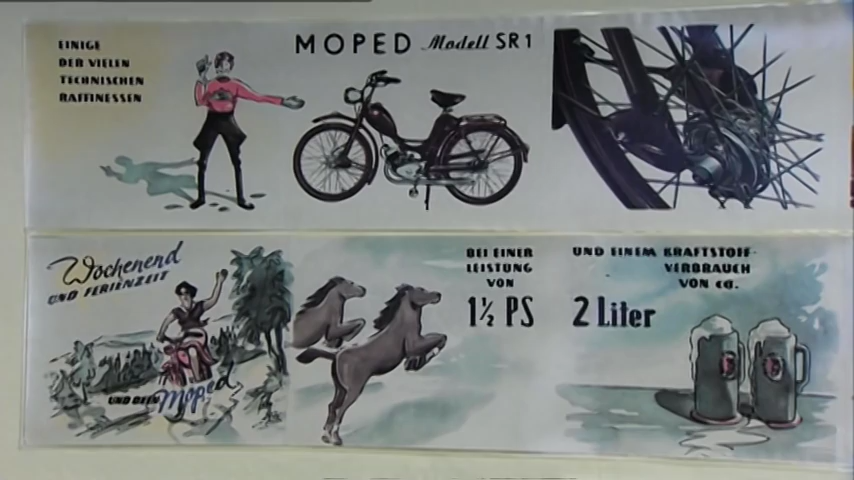 EINIGE
DER VIELEN
TECHNISCHEN
RAFFINESSEN
MOPED Modell SR1
Wochenend
UND FERIENZEIT
UND DEIN Moped
BEI EINER
LEISTUNG
VON
1½ PS
UND EINEM KRAFTSTOFF-
VERBRAUCH
VON ca.
2 Liter